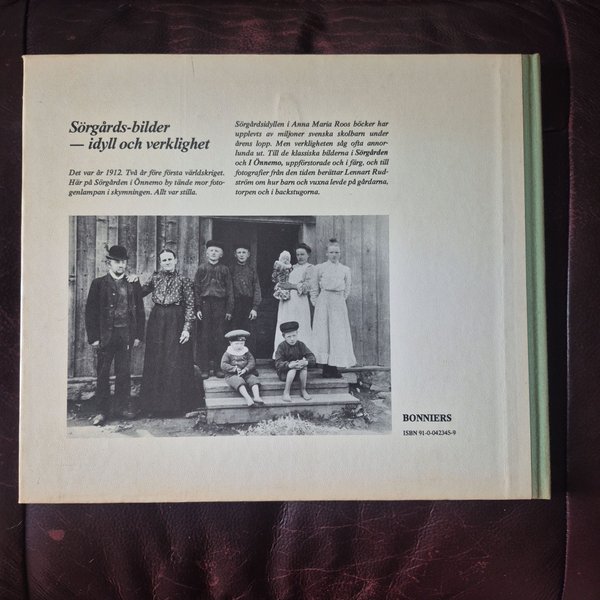 Sörgårds-bilder
— idyll och verklighet
Det var år 1912. Två år före första världskriget.
Här på Sörgården i Önnemo by tände mor foto-
genlampan i skymningen. Allt var stilla.
Sörgårdsidyllen i Anna Maria Roos böcker har
upplevts av miljoner svenska skolbarn under
årens lopp. Men verkligheten såg ofta annor-
lunda ut. Till de klassiska bilderna i Sörgården
och I Önnemo, uppförstorade och i färg, och till
fotografier från den tiden berättar Lennart Rud-
ström om hur barn och vuxna levde på gårdarna,
torpen och i backstugorna.
BONNIERS
ISBN 91-0-042345-9